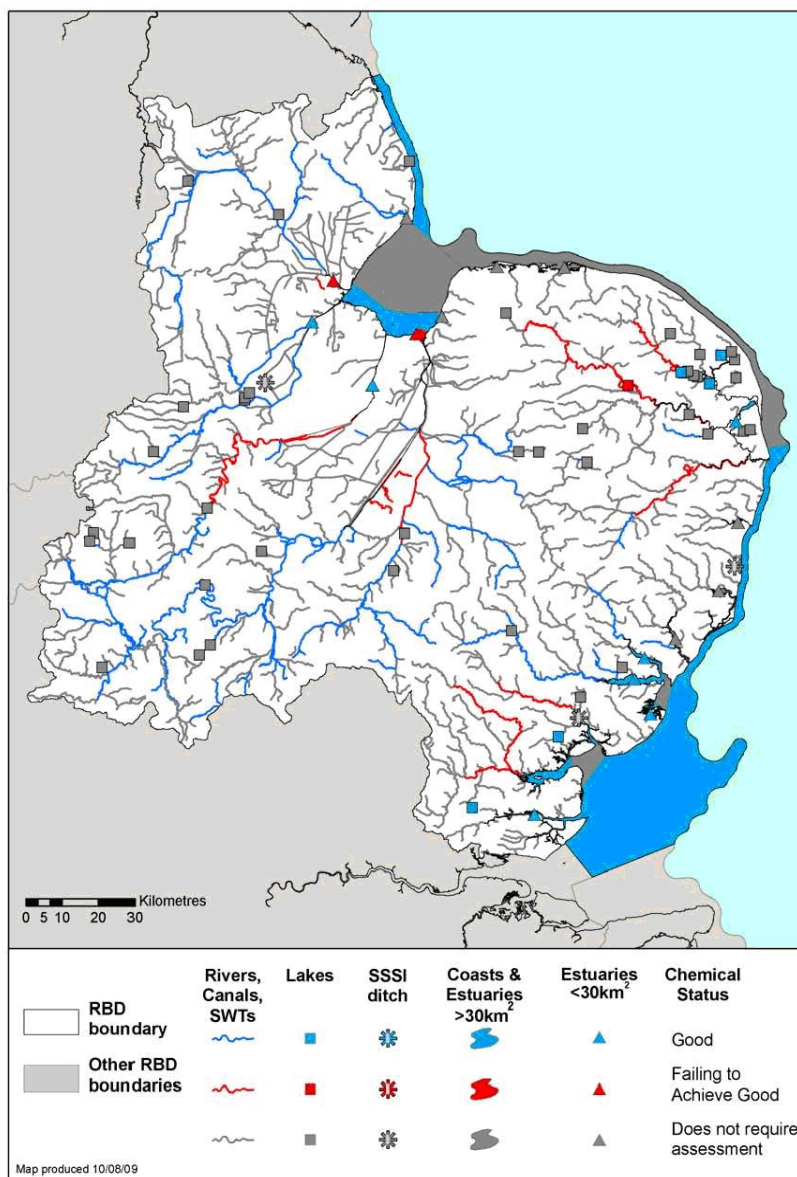 Kilometres
0 5 10 20 30
RBD boundary
Other RBD boundaries
Rivers, Canals, SWTs
Lakes
SSSI ditch
Coasts & Estuaries >30km²
Estuaries <30km²
Chemical Status
Good
Failing to Achieve Good
Does not require assessment
Map produced 10/08/09